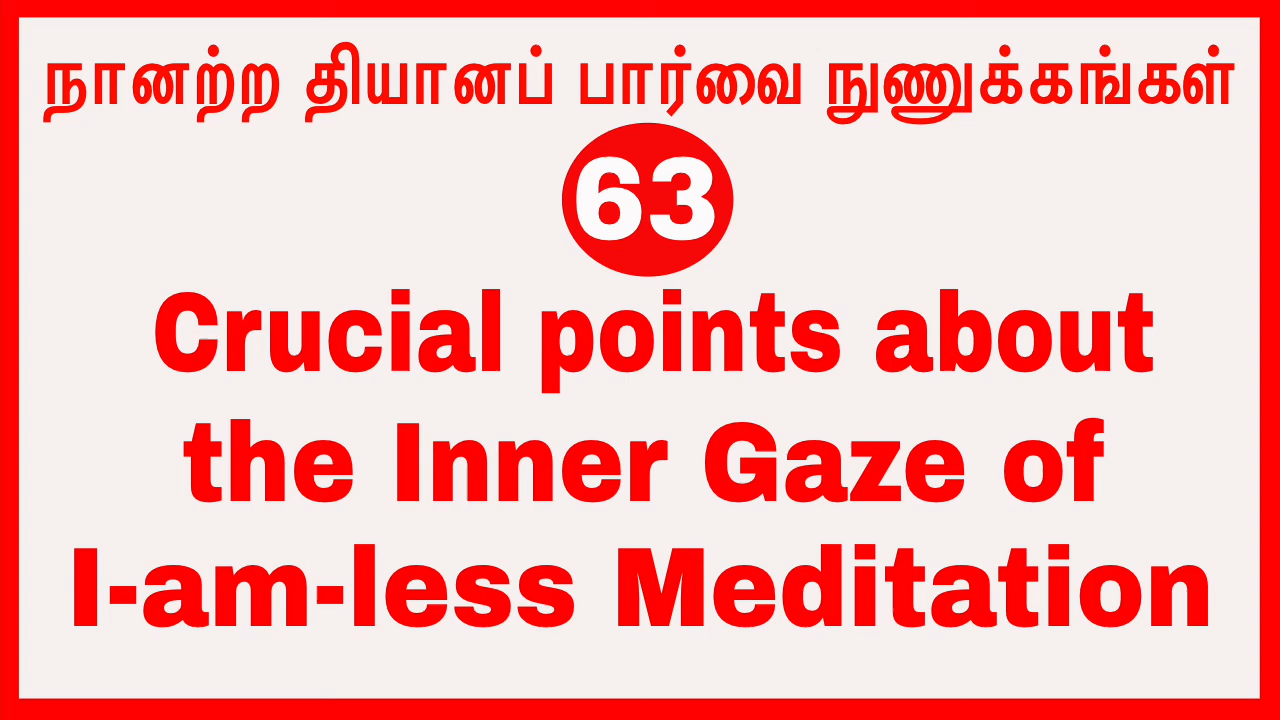 நானற்ற தியானப் பார்வை நுணுக்கங்கள்
63
Crucial points about
the Inner Gaze of
I-am-less Meditation